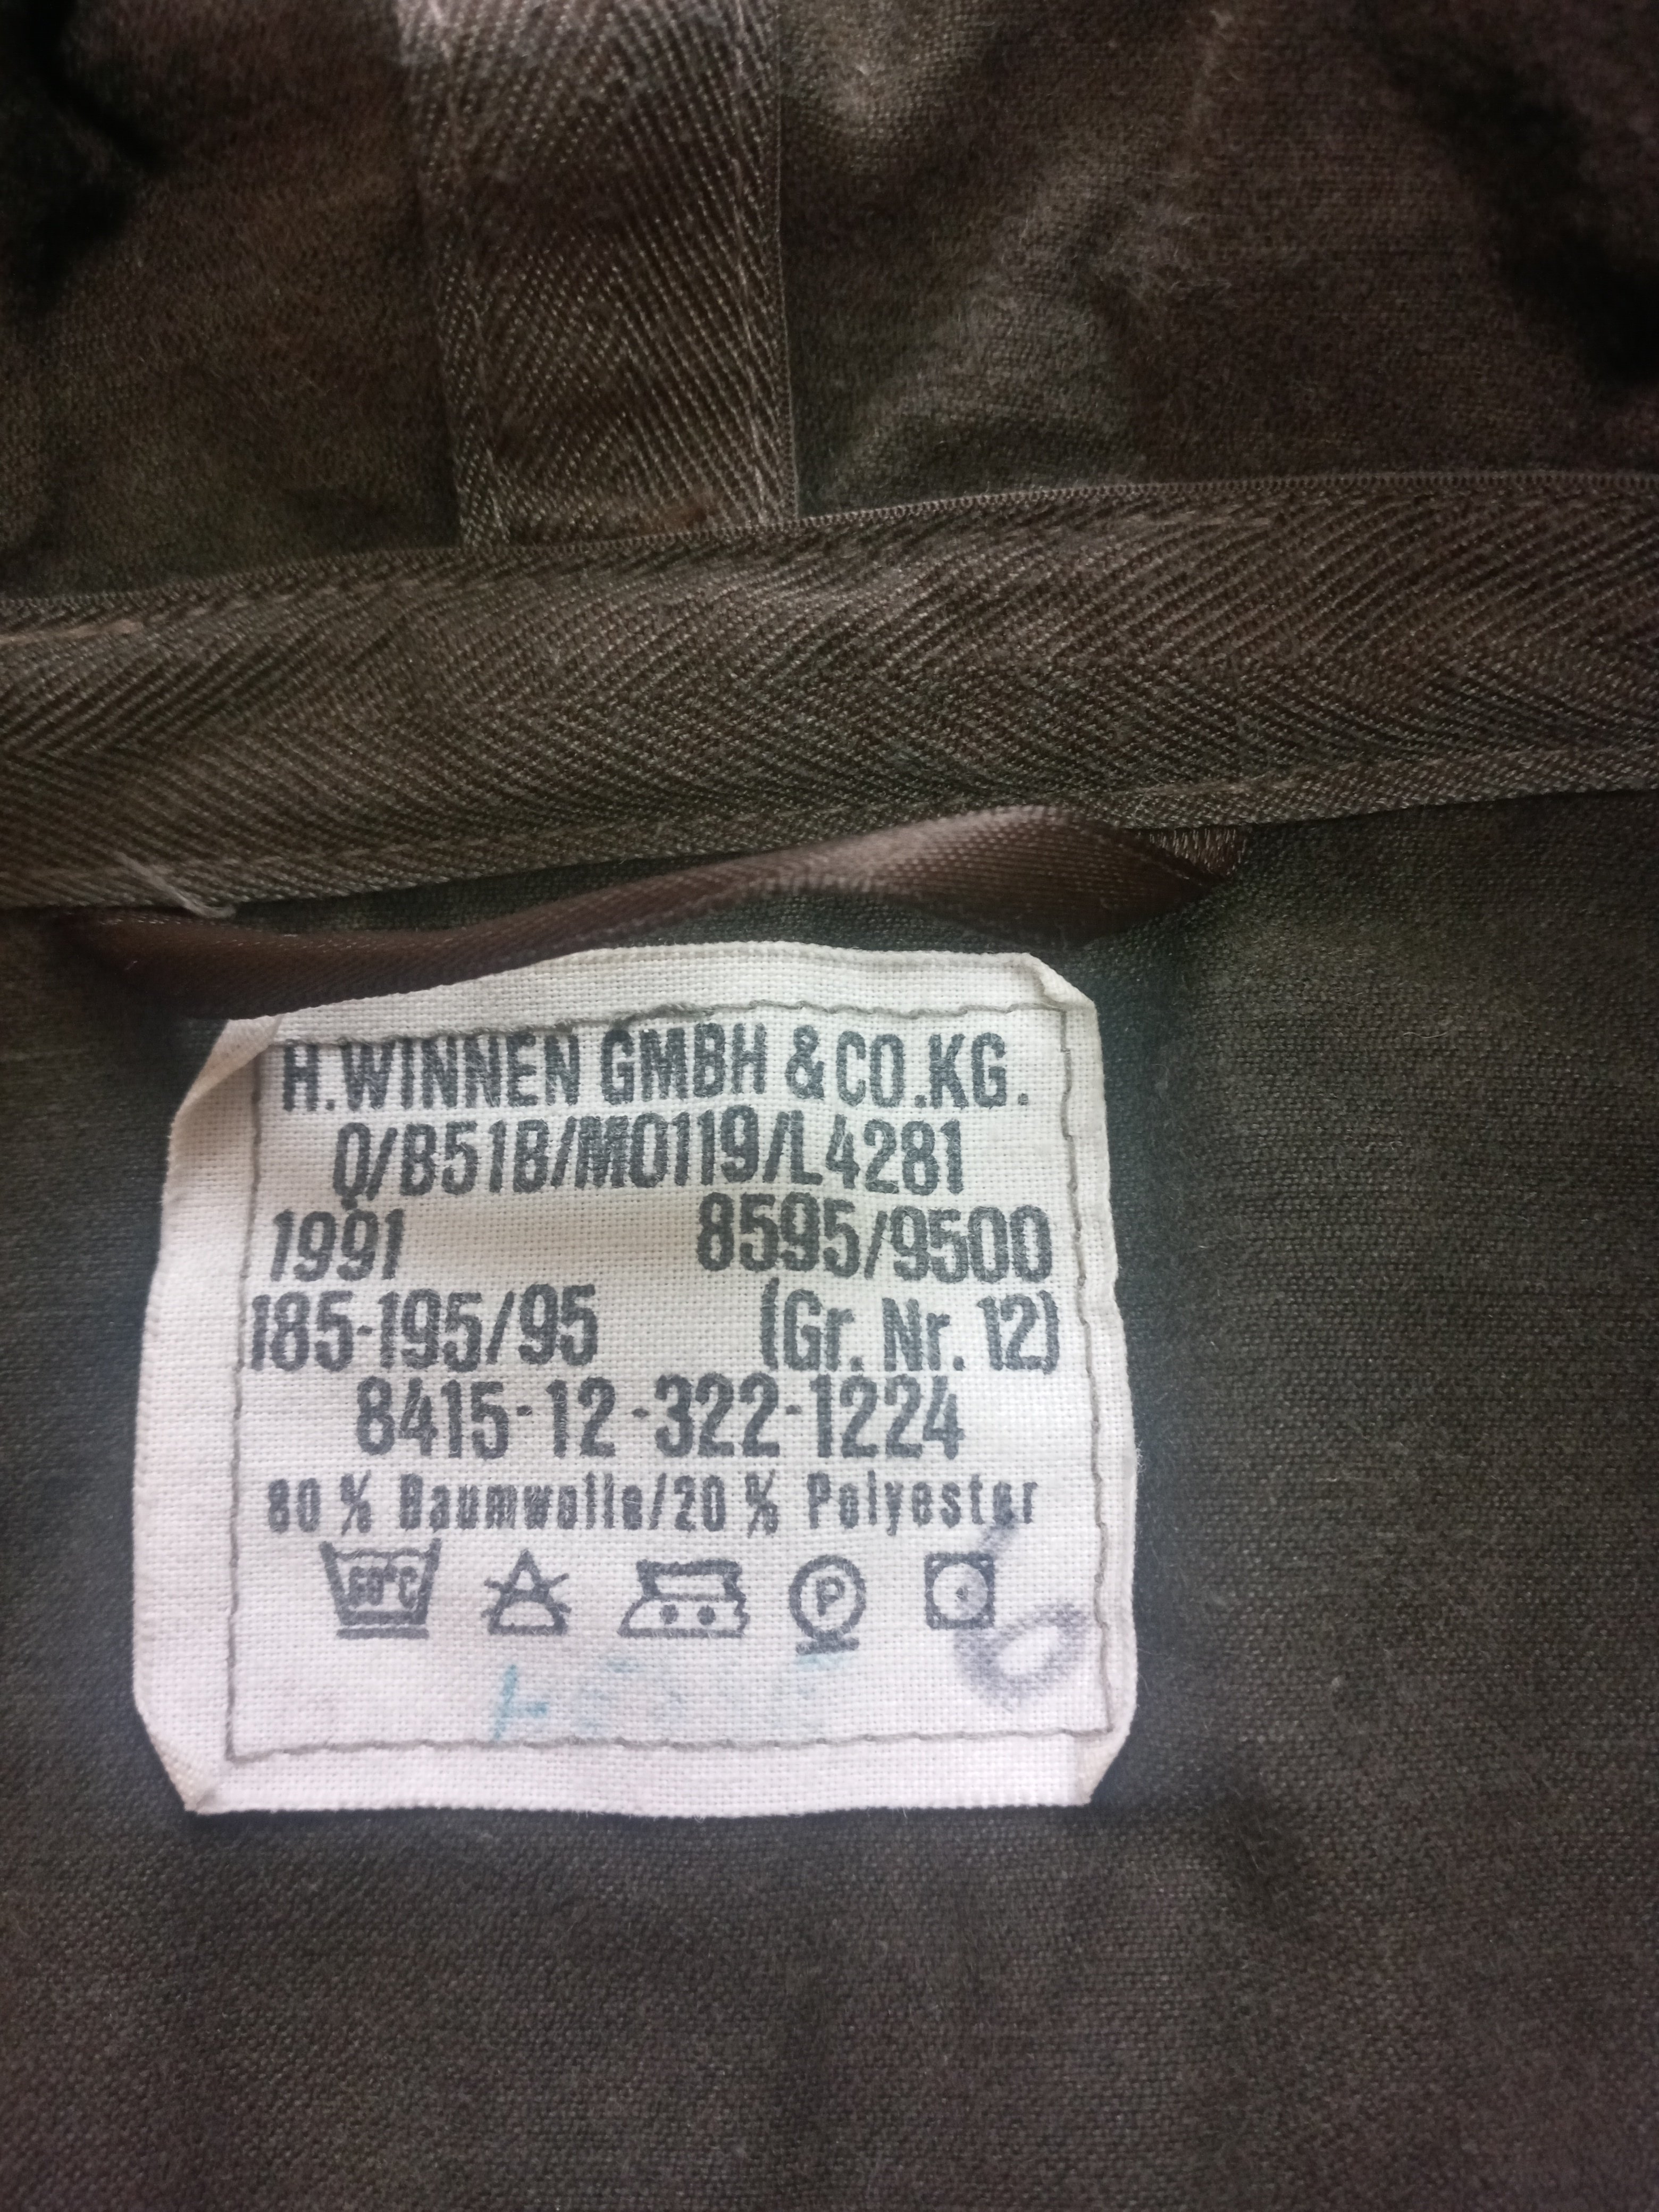 H.WINNEN GMBH & CO.KG.
Q/B51B/M0119/L4281
1991 8595/9500
185-195/95 (Gr. Nr. 12)
8415-12-322-1224
80 % Baumwolle/20 % Polyester
60°C P